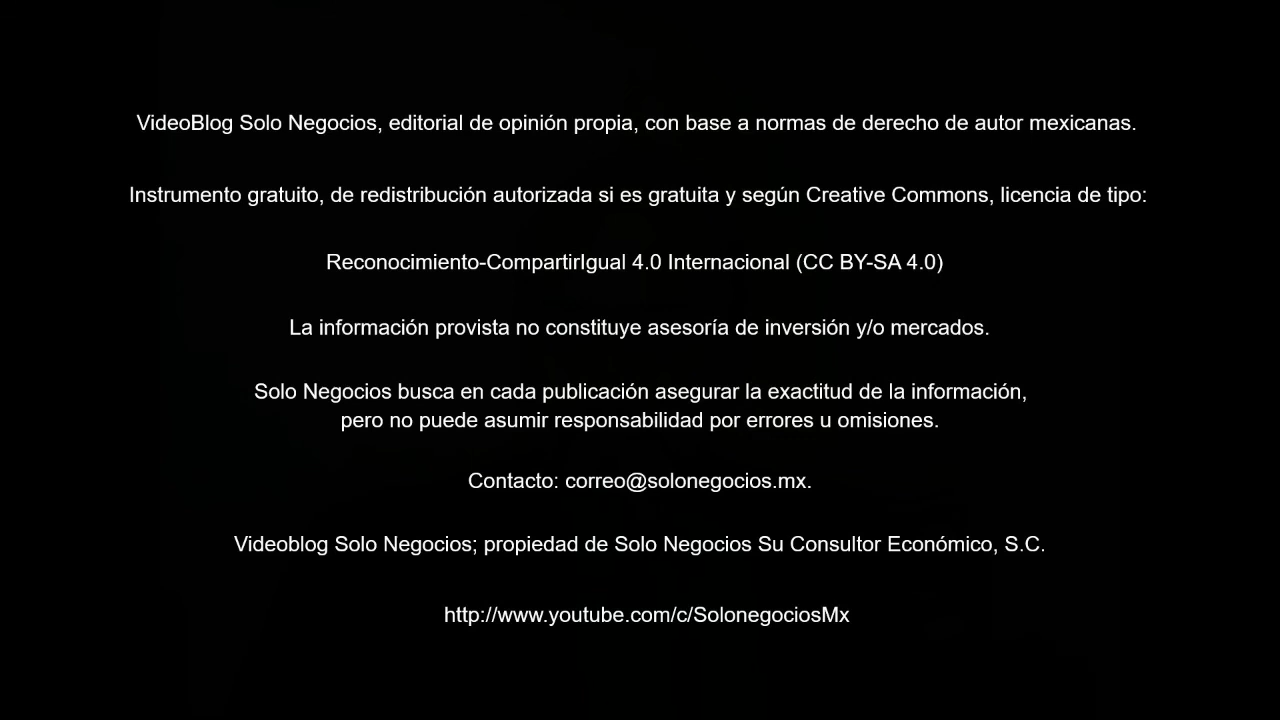 VideoBlog Solo Negocios, editorial de opinión propia, con base a normas de derecho de autor mexicanas.
Instrumento gratuito, de redistribución autorizada si es gratuita y según Creative Commons, licencia de tipo:
Reconocimiento-CompartirIgual 4.0 Internacional (CC BY-SA 4.0)
La información provista no constituye asesoría de inversión y/o mercados.
Solo Negocios busca en cada publicación asegurar la exactitud de la información,
pero no puede asumir responsabilidad por errores u omisiones.
Contacto: correo@solonegocios.mx.
Videoblog Solo Negocios; propiedad de Solo Negocios Su Consultor Económico, S.C.
http://www.youtube.com/c/SolonegociosMx